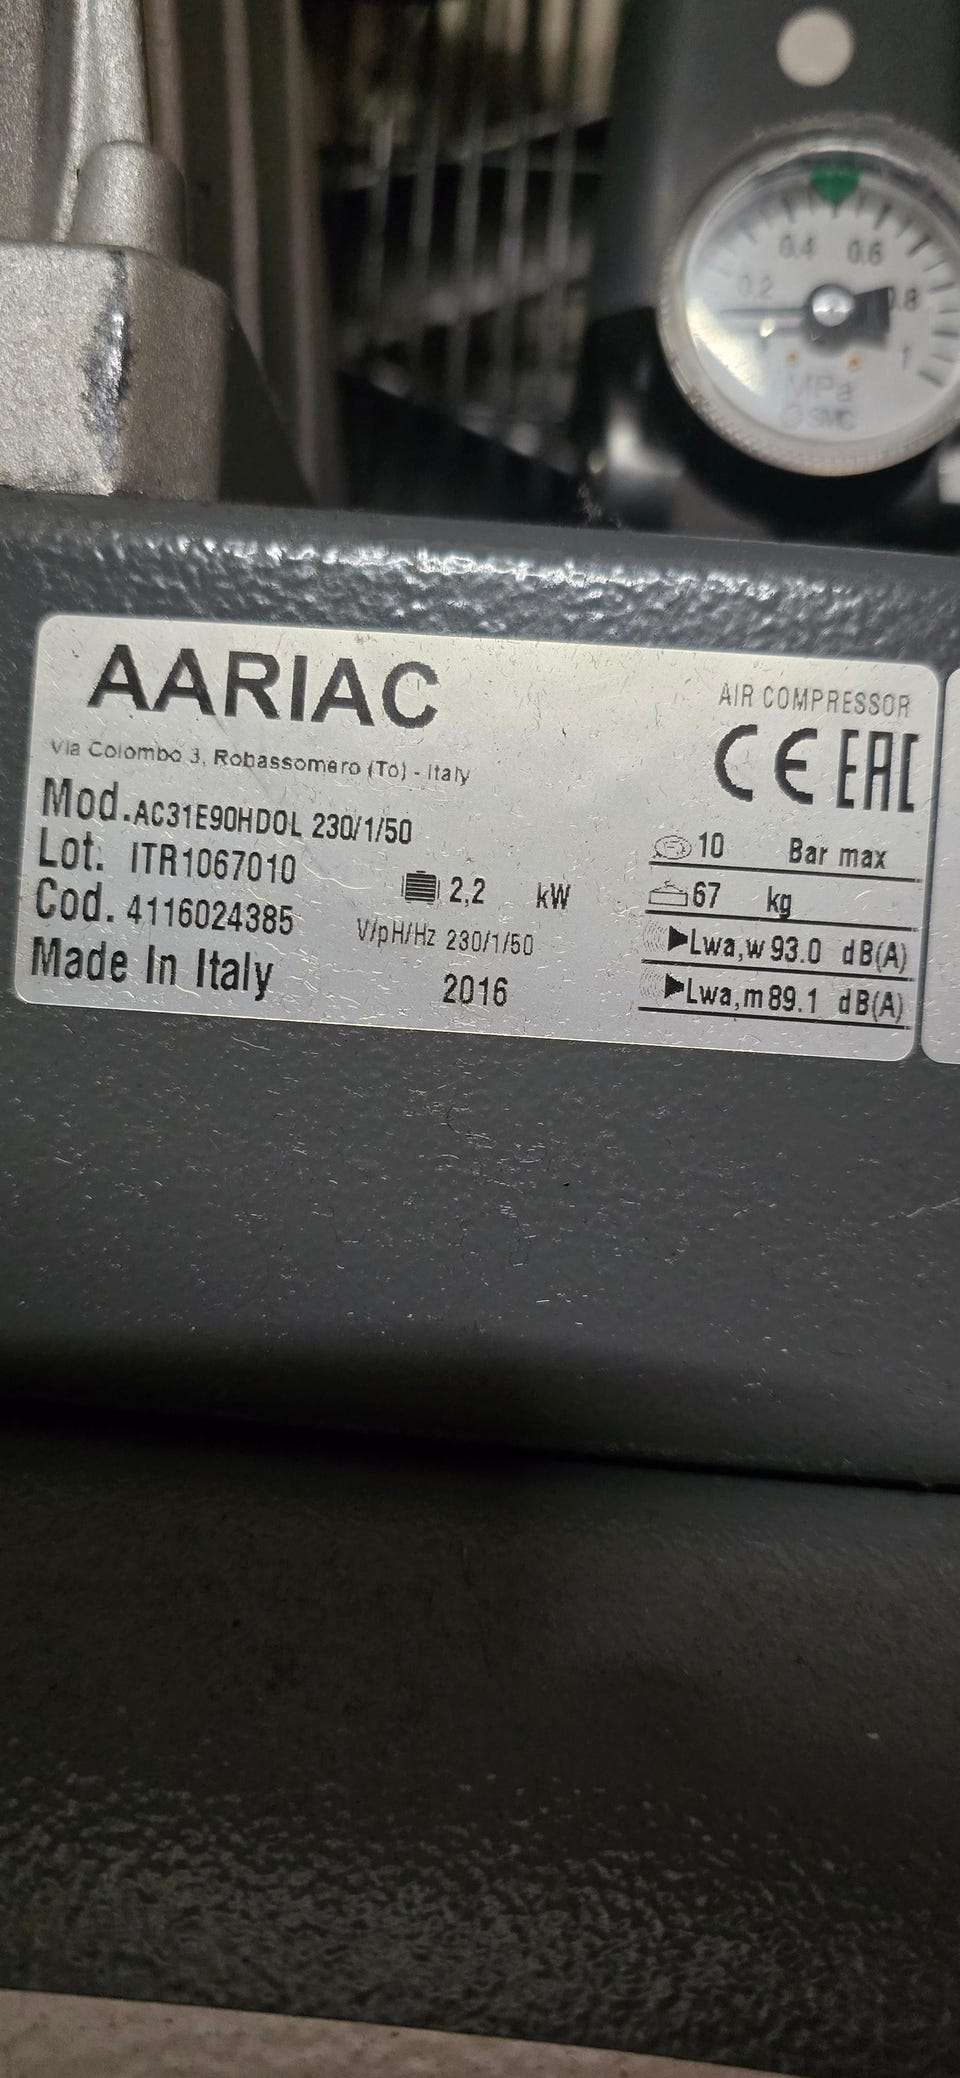 0.2
0.4
0.6
0.8
1
MPa
SMC
AARIAC
Via Colombo 3, Robassomero (To) - Italy
Mod.AC31E90HDOL 230/1/50
Lot. ITR1067010
Cod. 4116024385
Made In Italy
2,2 kW
V/pH/Hz 230/1/50
2016
AIR COMPRESSOR
CE EAC
10 Bar max
67 kg
Lwa,w 93.0 dB(A)
Lwa,m 89.1 dB(A)